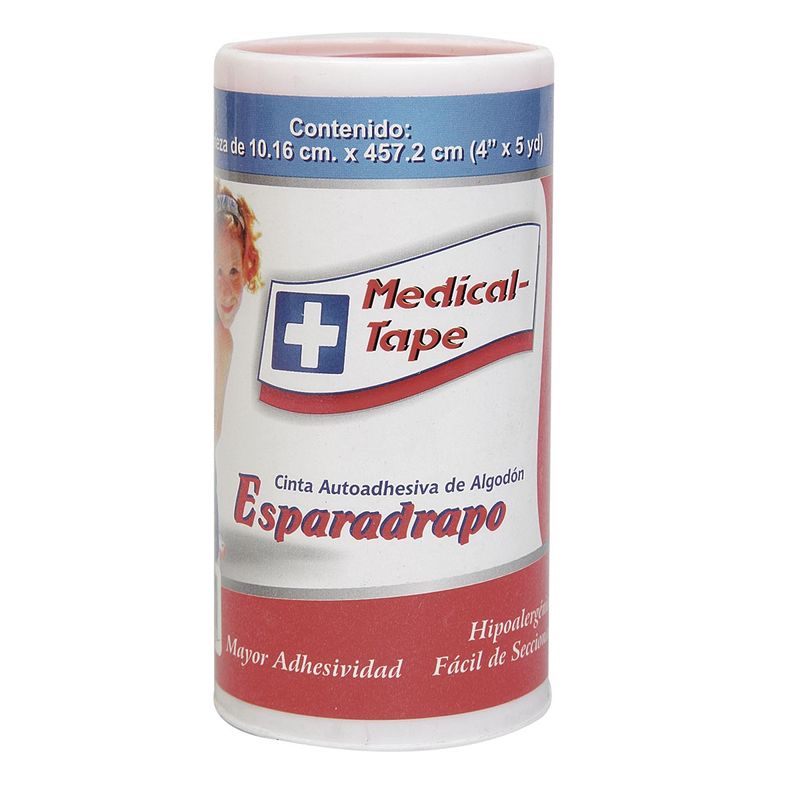 Contenido:
de 10.16 cm. x 457.2 cm (4" x 5 yd)
Medical-
Tape
Cinta Autoadhesiva de Algodón
Esparadrapo
Mayor Adhesividad
Fácil de